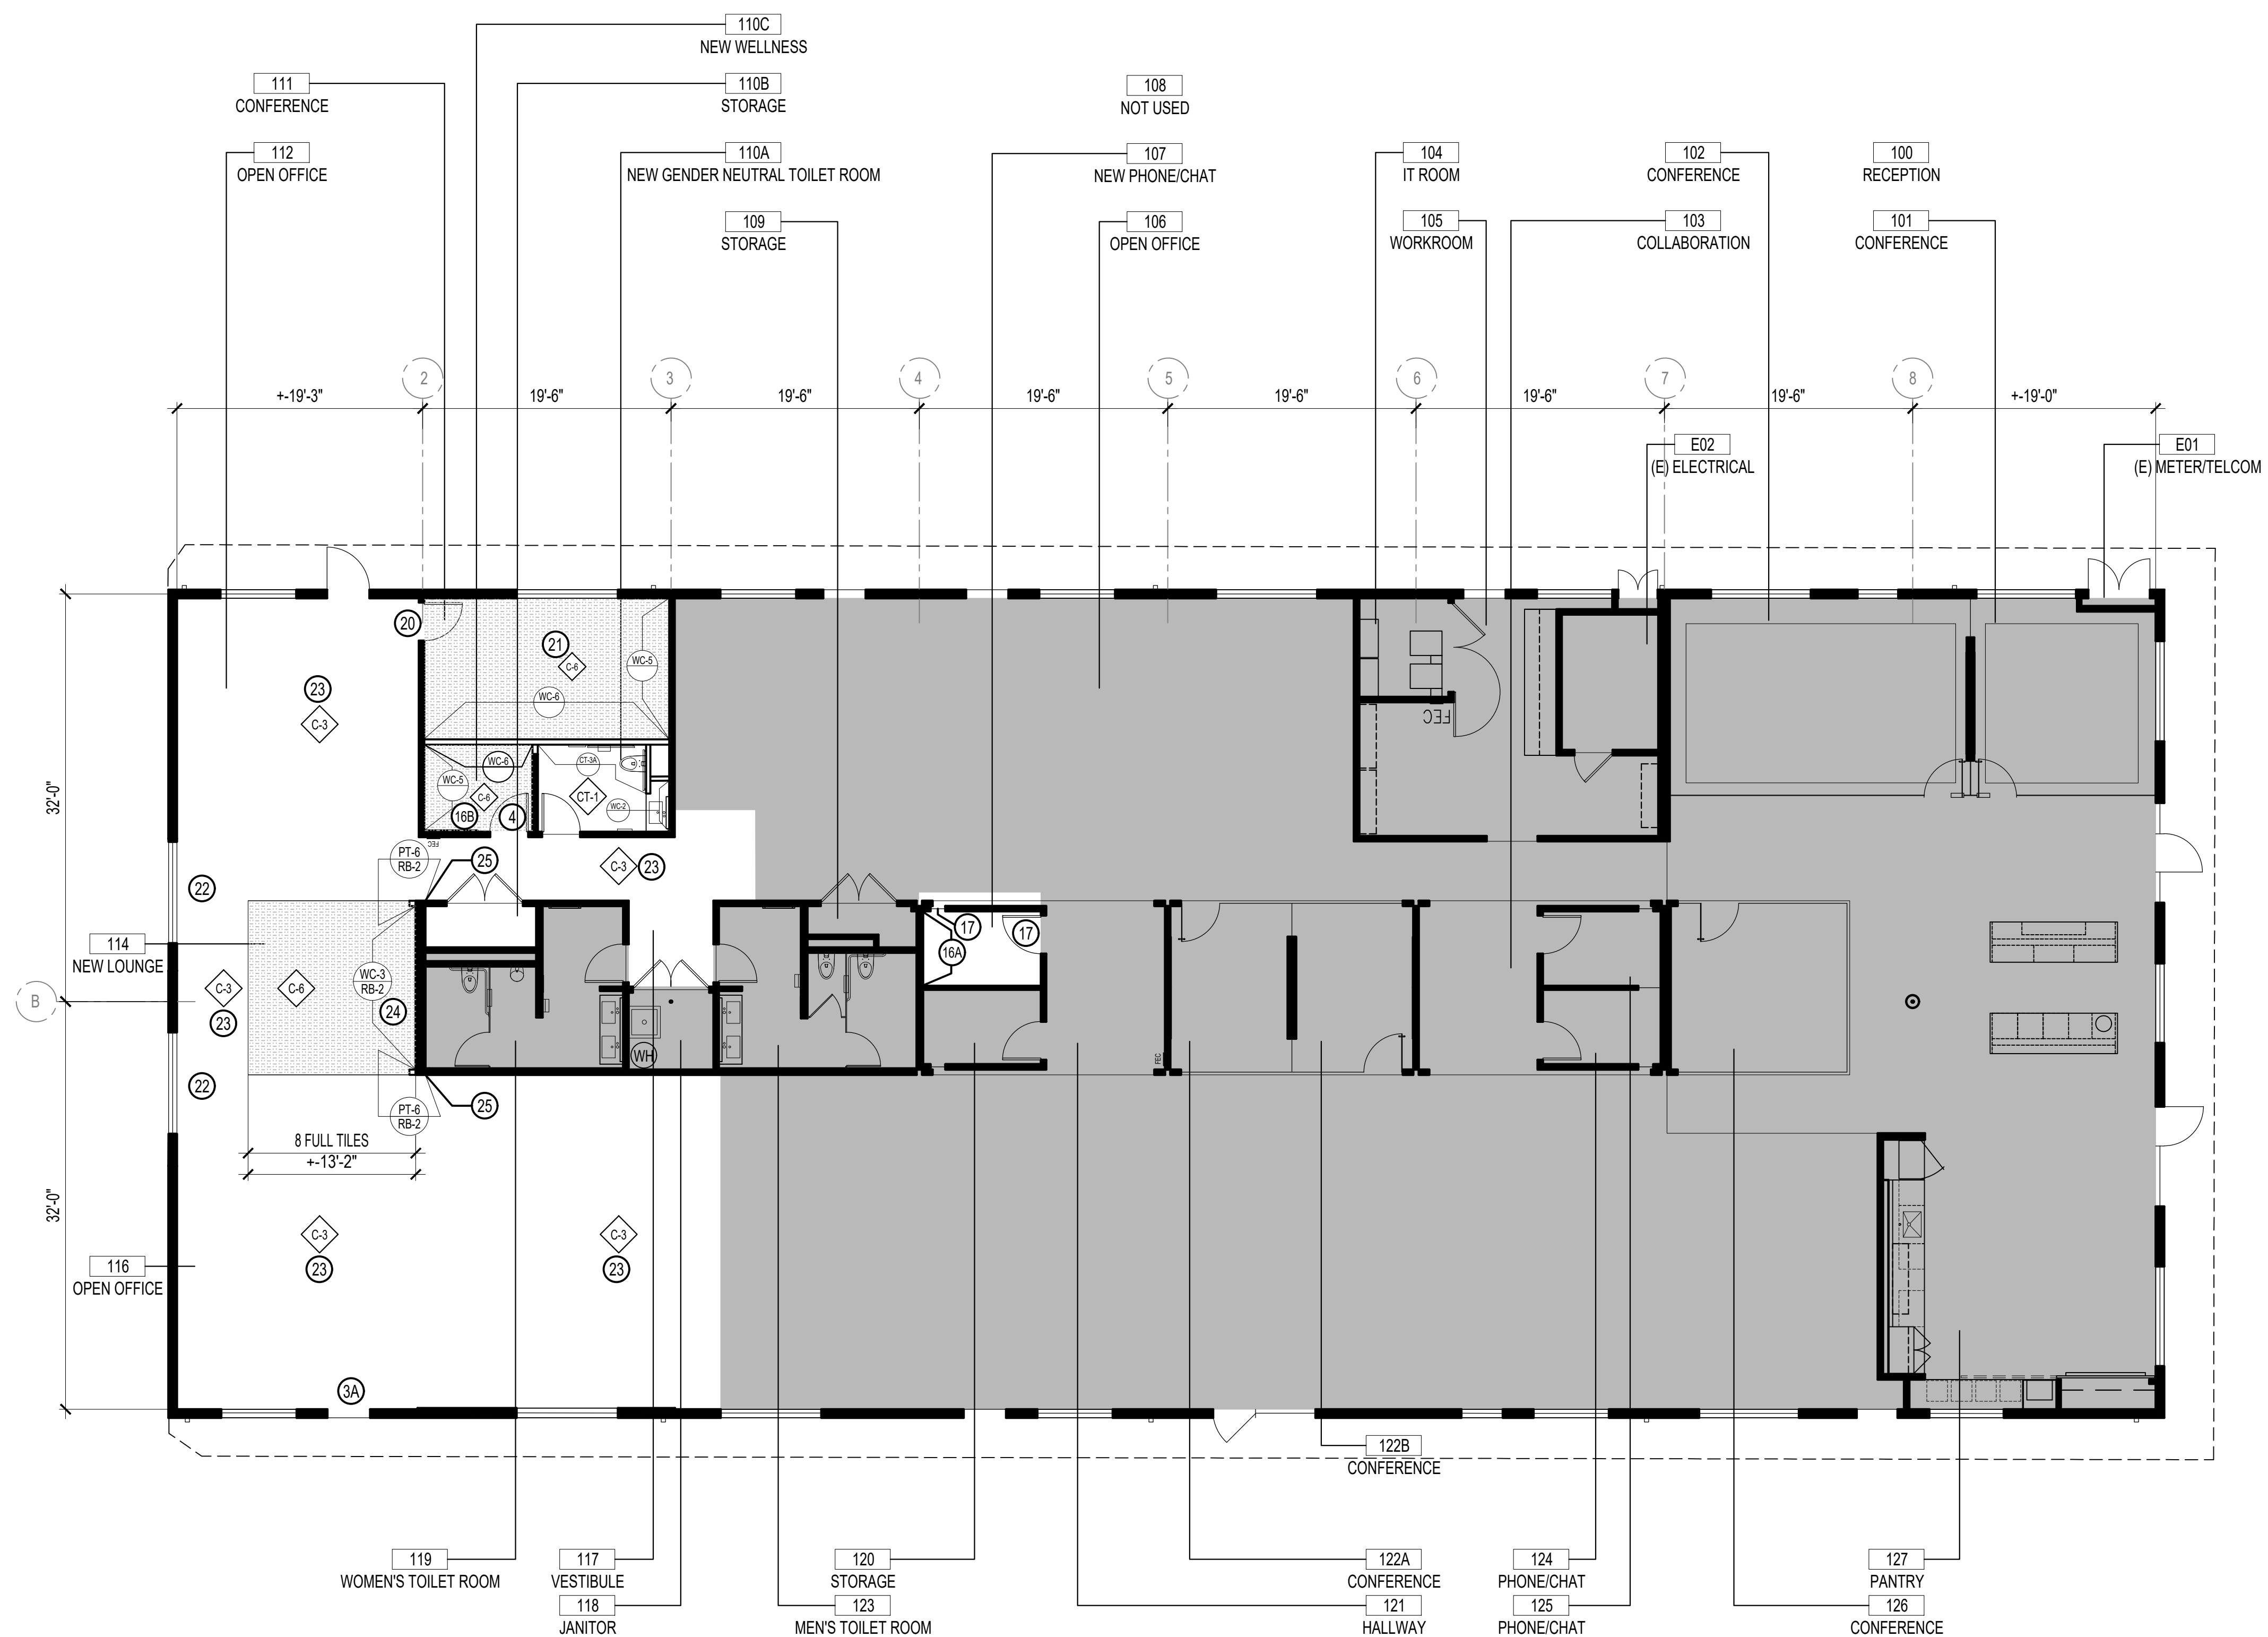 110C
NEW WELLNESS
111
CONFERENCE
110B
STORAGE
108
NOT USED
112
OPEN OFFICE
110A
NEW GENDER NEUTRAL TOILET ROOM
107
NEW PHONE/CHAT
104
IT ROOM
102
CONFERENCE
100
RECEPTION
109
STORAGE
106
OPEN OFFICE
105
WORKROOM
103
COLLABORATION
101
CONFERENCE
2
3
4
5
6
7
8
+-19'-3"
19'-6"
19'-6"
19'-6"
19'-6"
19'-6"
19'-6"
+-19'-0"
E02
(E) ELECTRICAL
E01
(E) METER/TELCOM
20
21
C-6
WC-5
WC-6
23
C-3
FEC
WC-6
WC-5
C-6
16B
4
CT-3A
CT-1
WC-2
32'-0"
FEC
PT-6
RB-2
25
C-3
23
22
17
17
16A
114
NEW LOUNGE
C-3
23
C-6
WC-3
RB-2
24
B
WH
FEC
22
PT-6
RB-2
25
8 FULL TILES
+-13'-2"
32'-0"
C-3
23
C-3
23
116
OPEN OFFICE
3A
122B
CONFERENCE
119
WOMEN'S TOILET ROOM
117
VESTIBULE
120
STORAGE
122A
CONFERENCE
124
PHONE/CHAT
127
PANTRY
118
JANITOR
123
MEN'S TOILET ROOM
121
HALLWAY
125
PHONE/CHAT
126
CONFERENCE